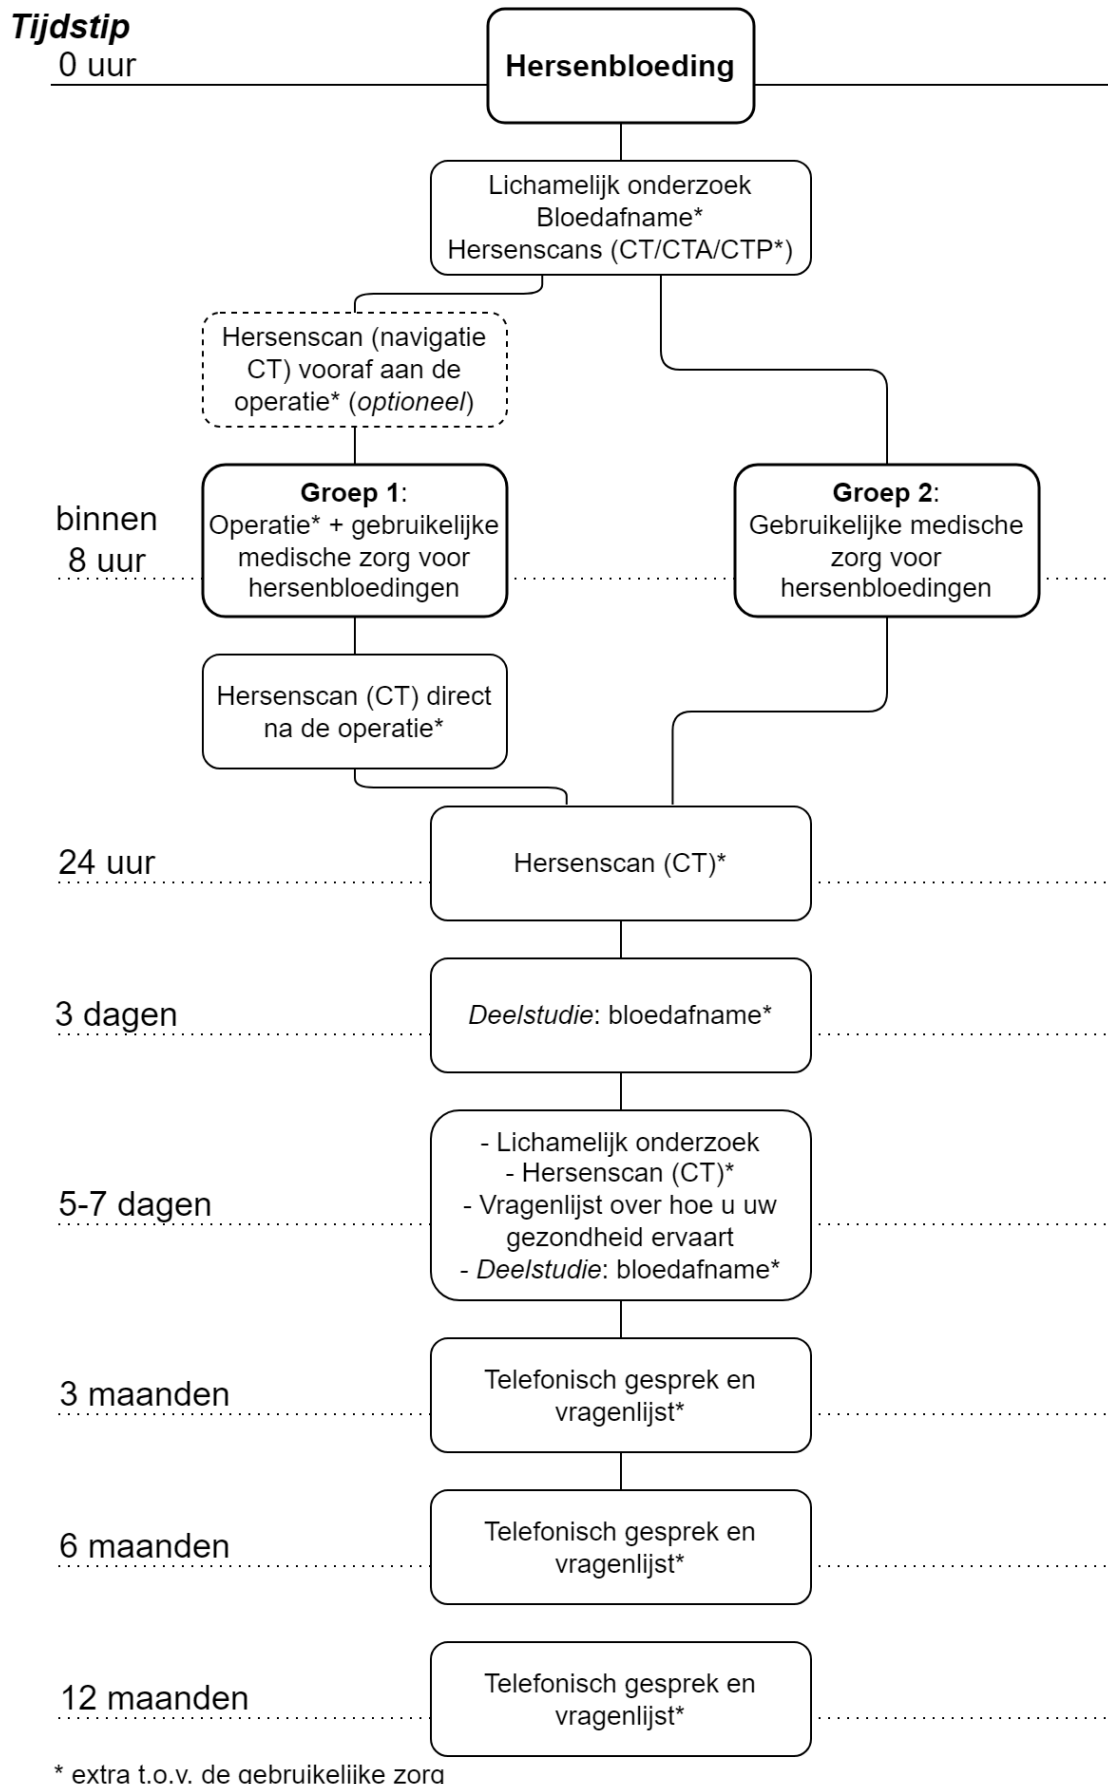 Tijdstip
0 uur
Hersenbloeding
Lichamelijk onderzoek
Bloedafname*
Hersenscans (CT/CTA/CTP*)
Hersenscan (navigatie
CT) vooraf aan de
operatie* (optioneel)
binnen
8 uur
Groep 1:
Operatie* + gebruikelijke
medische zorg voor
hersenbloedingen
Groep 2:
Gebruikelijke medische
zorg voor
hersenbloedingen
Hersenscan (CT) direct
na de operatie*
24 uur
Hersenscan (CT)*
3 dagen
Deelstudie: bloedafname*
5-7 dagen
- Lichamelijk onderzoek
- Hersenscan (CT)*
- Vragenlijst over hoe u uw
gezondheid ervaart
- Deelstudie: bloedafname*
3 maanden
Telefonisch gesprek en
vragenlijst*
6 maanden
Telefonisch gesprek en
vragenlijst*
12 maanden
Telefonisch gesprek en
vragenlijst*
* extra t.o.v. de gebruikelijke zorg